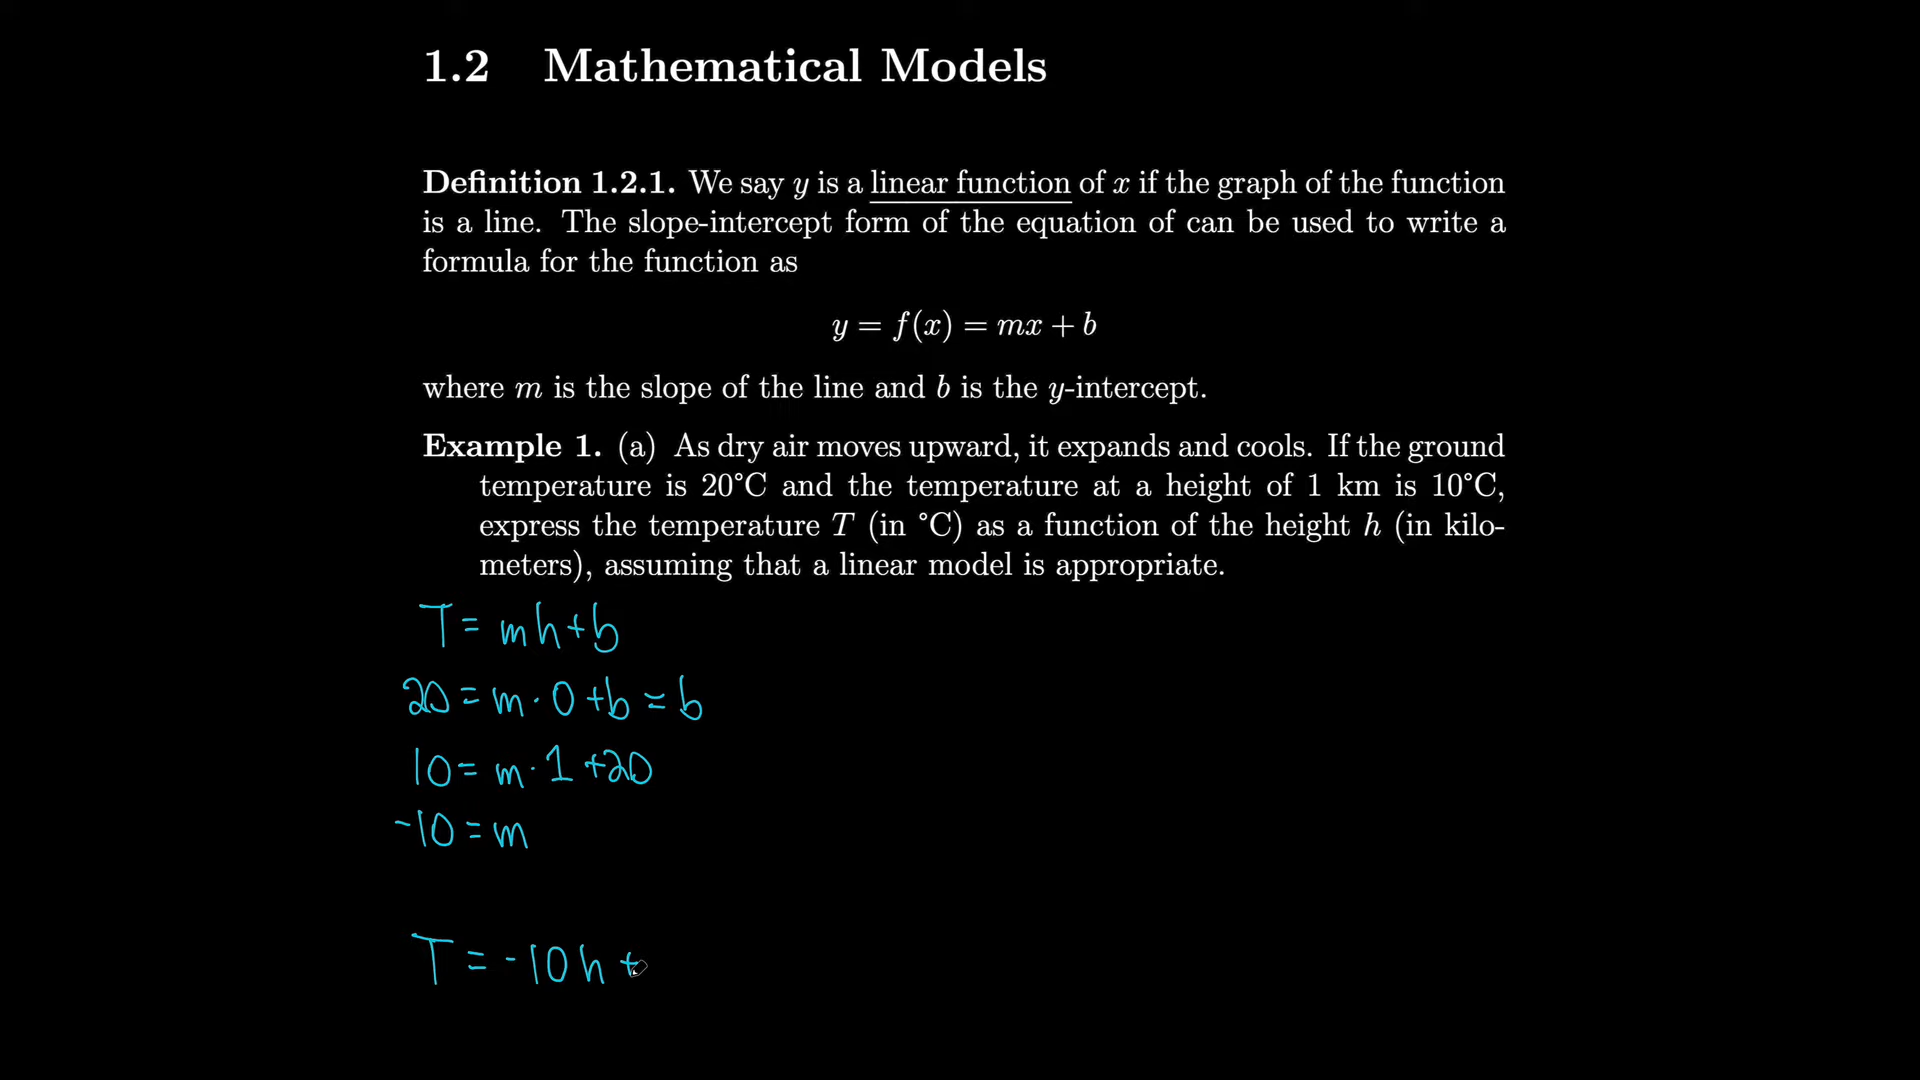 1.2 Mathematical Models
Definition 1.2.1. We say y is a linear function of x if the graph of the function
is a line. The slope-intercept form of the equation of can be used to write a
formula for the function as
y = f(x) = mx + b
where m is the slope of the line and b is the y-intercept.
Example 1. (a) As dry air moves upward, it expands and cools. If the ground
temperature is 20°C and the temperature at a height of 1 km is 10°C,
express the temperature T (in °C) as a function of the height h (in kilo-
meters), assuming that a linear model is appropriate.
T = mh+b
20 = m · 0 + b = b
10 = m · 1 + 20
-10 = m
T = -10h +